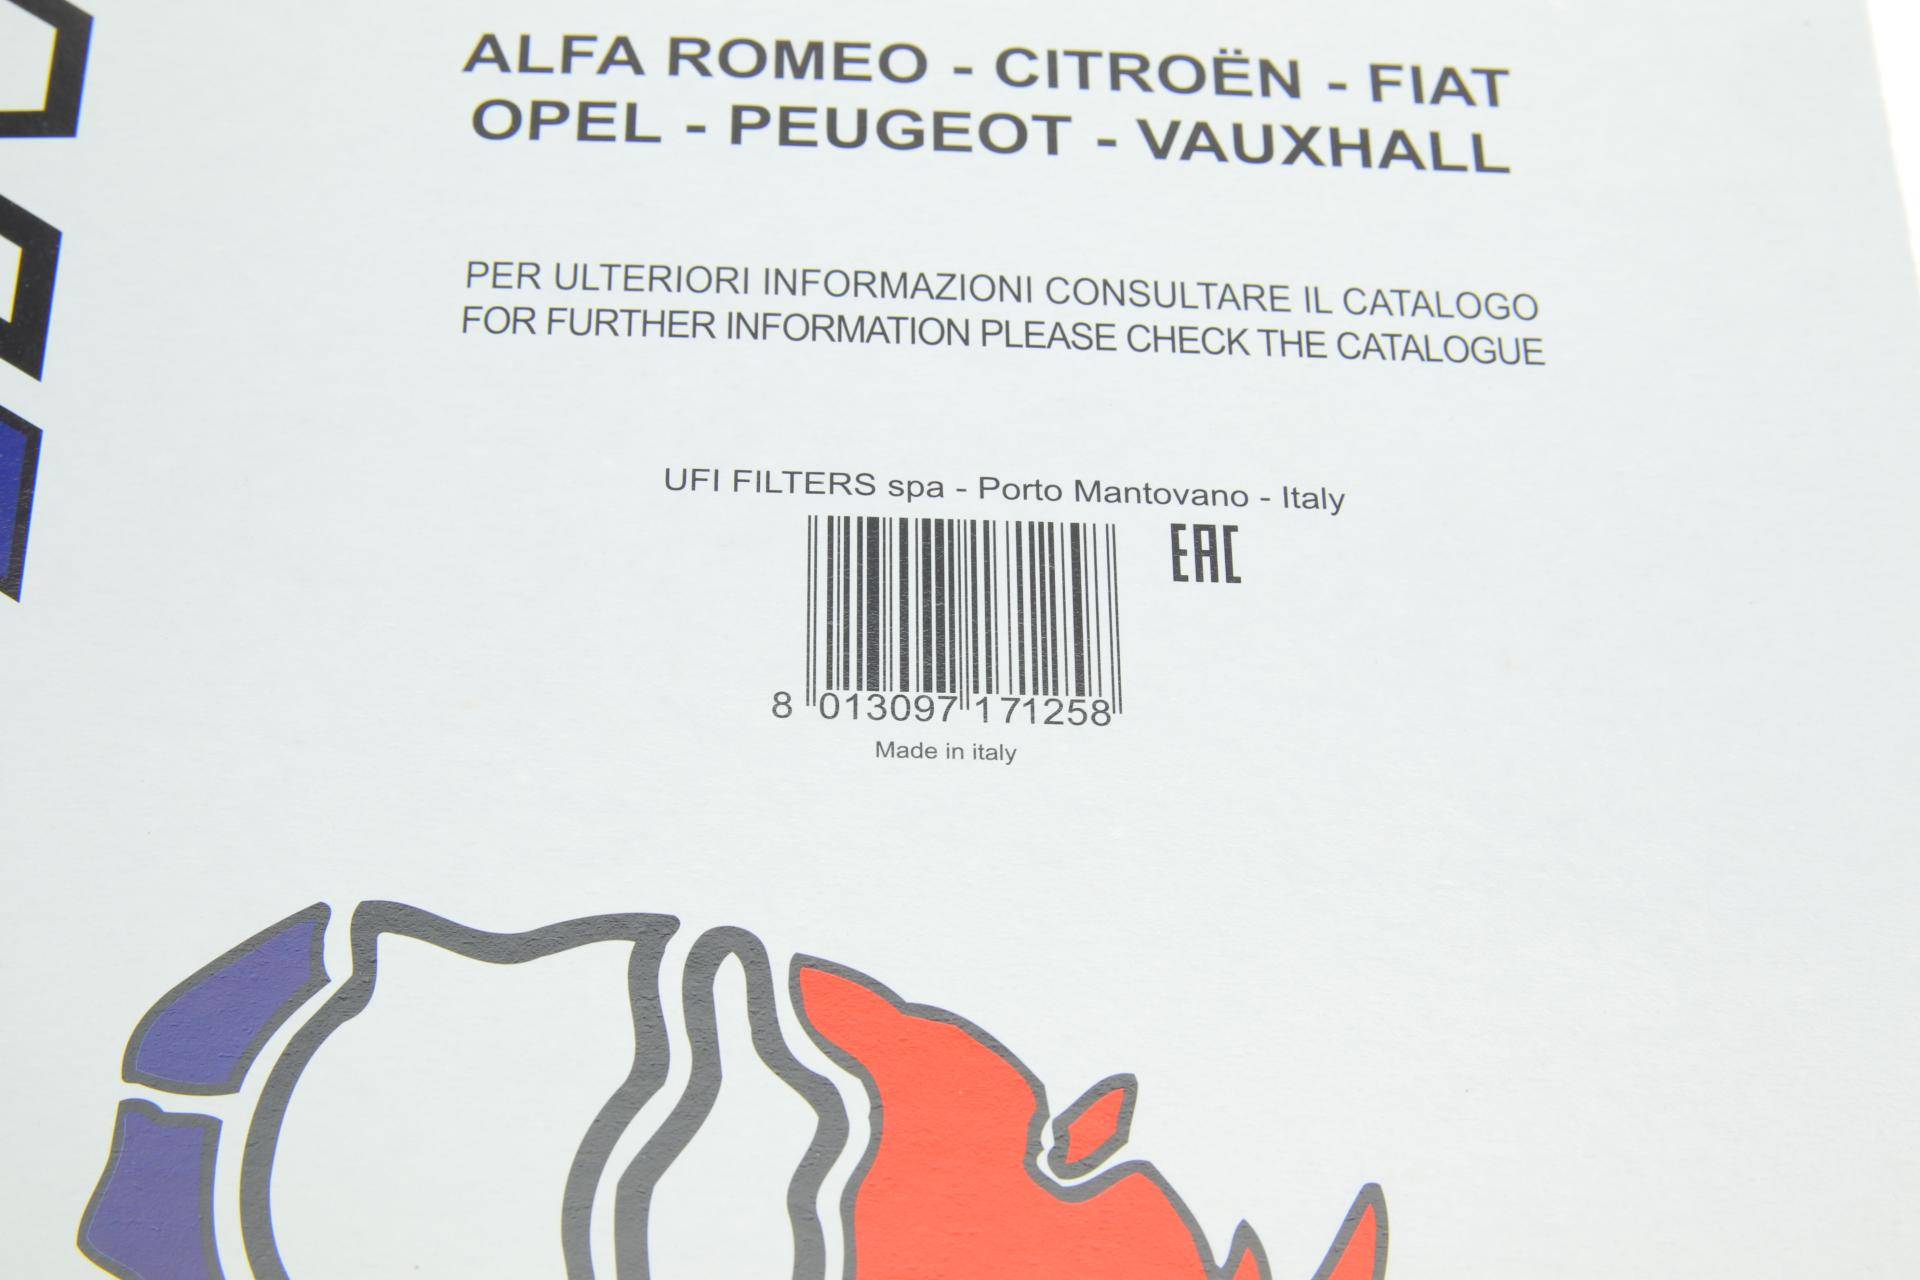 ALFA ROMEO - CITROËN - FIAT
OPEL - PEUGEOT - VAUXHALL
PER ULTERIORI INFORMAZIONI CONSULTARE IL CATALOGO
FOR FURTHER INFORMATION PLEASE CHECK THE CATALOGUE
UFI FILTERS spa - Porto Mantovano - Italy
EAC
8 013097 171258
Made in italy